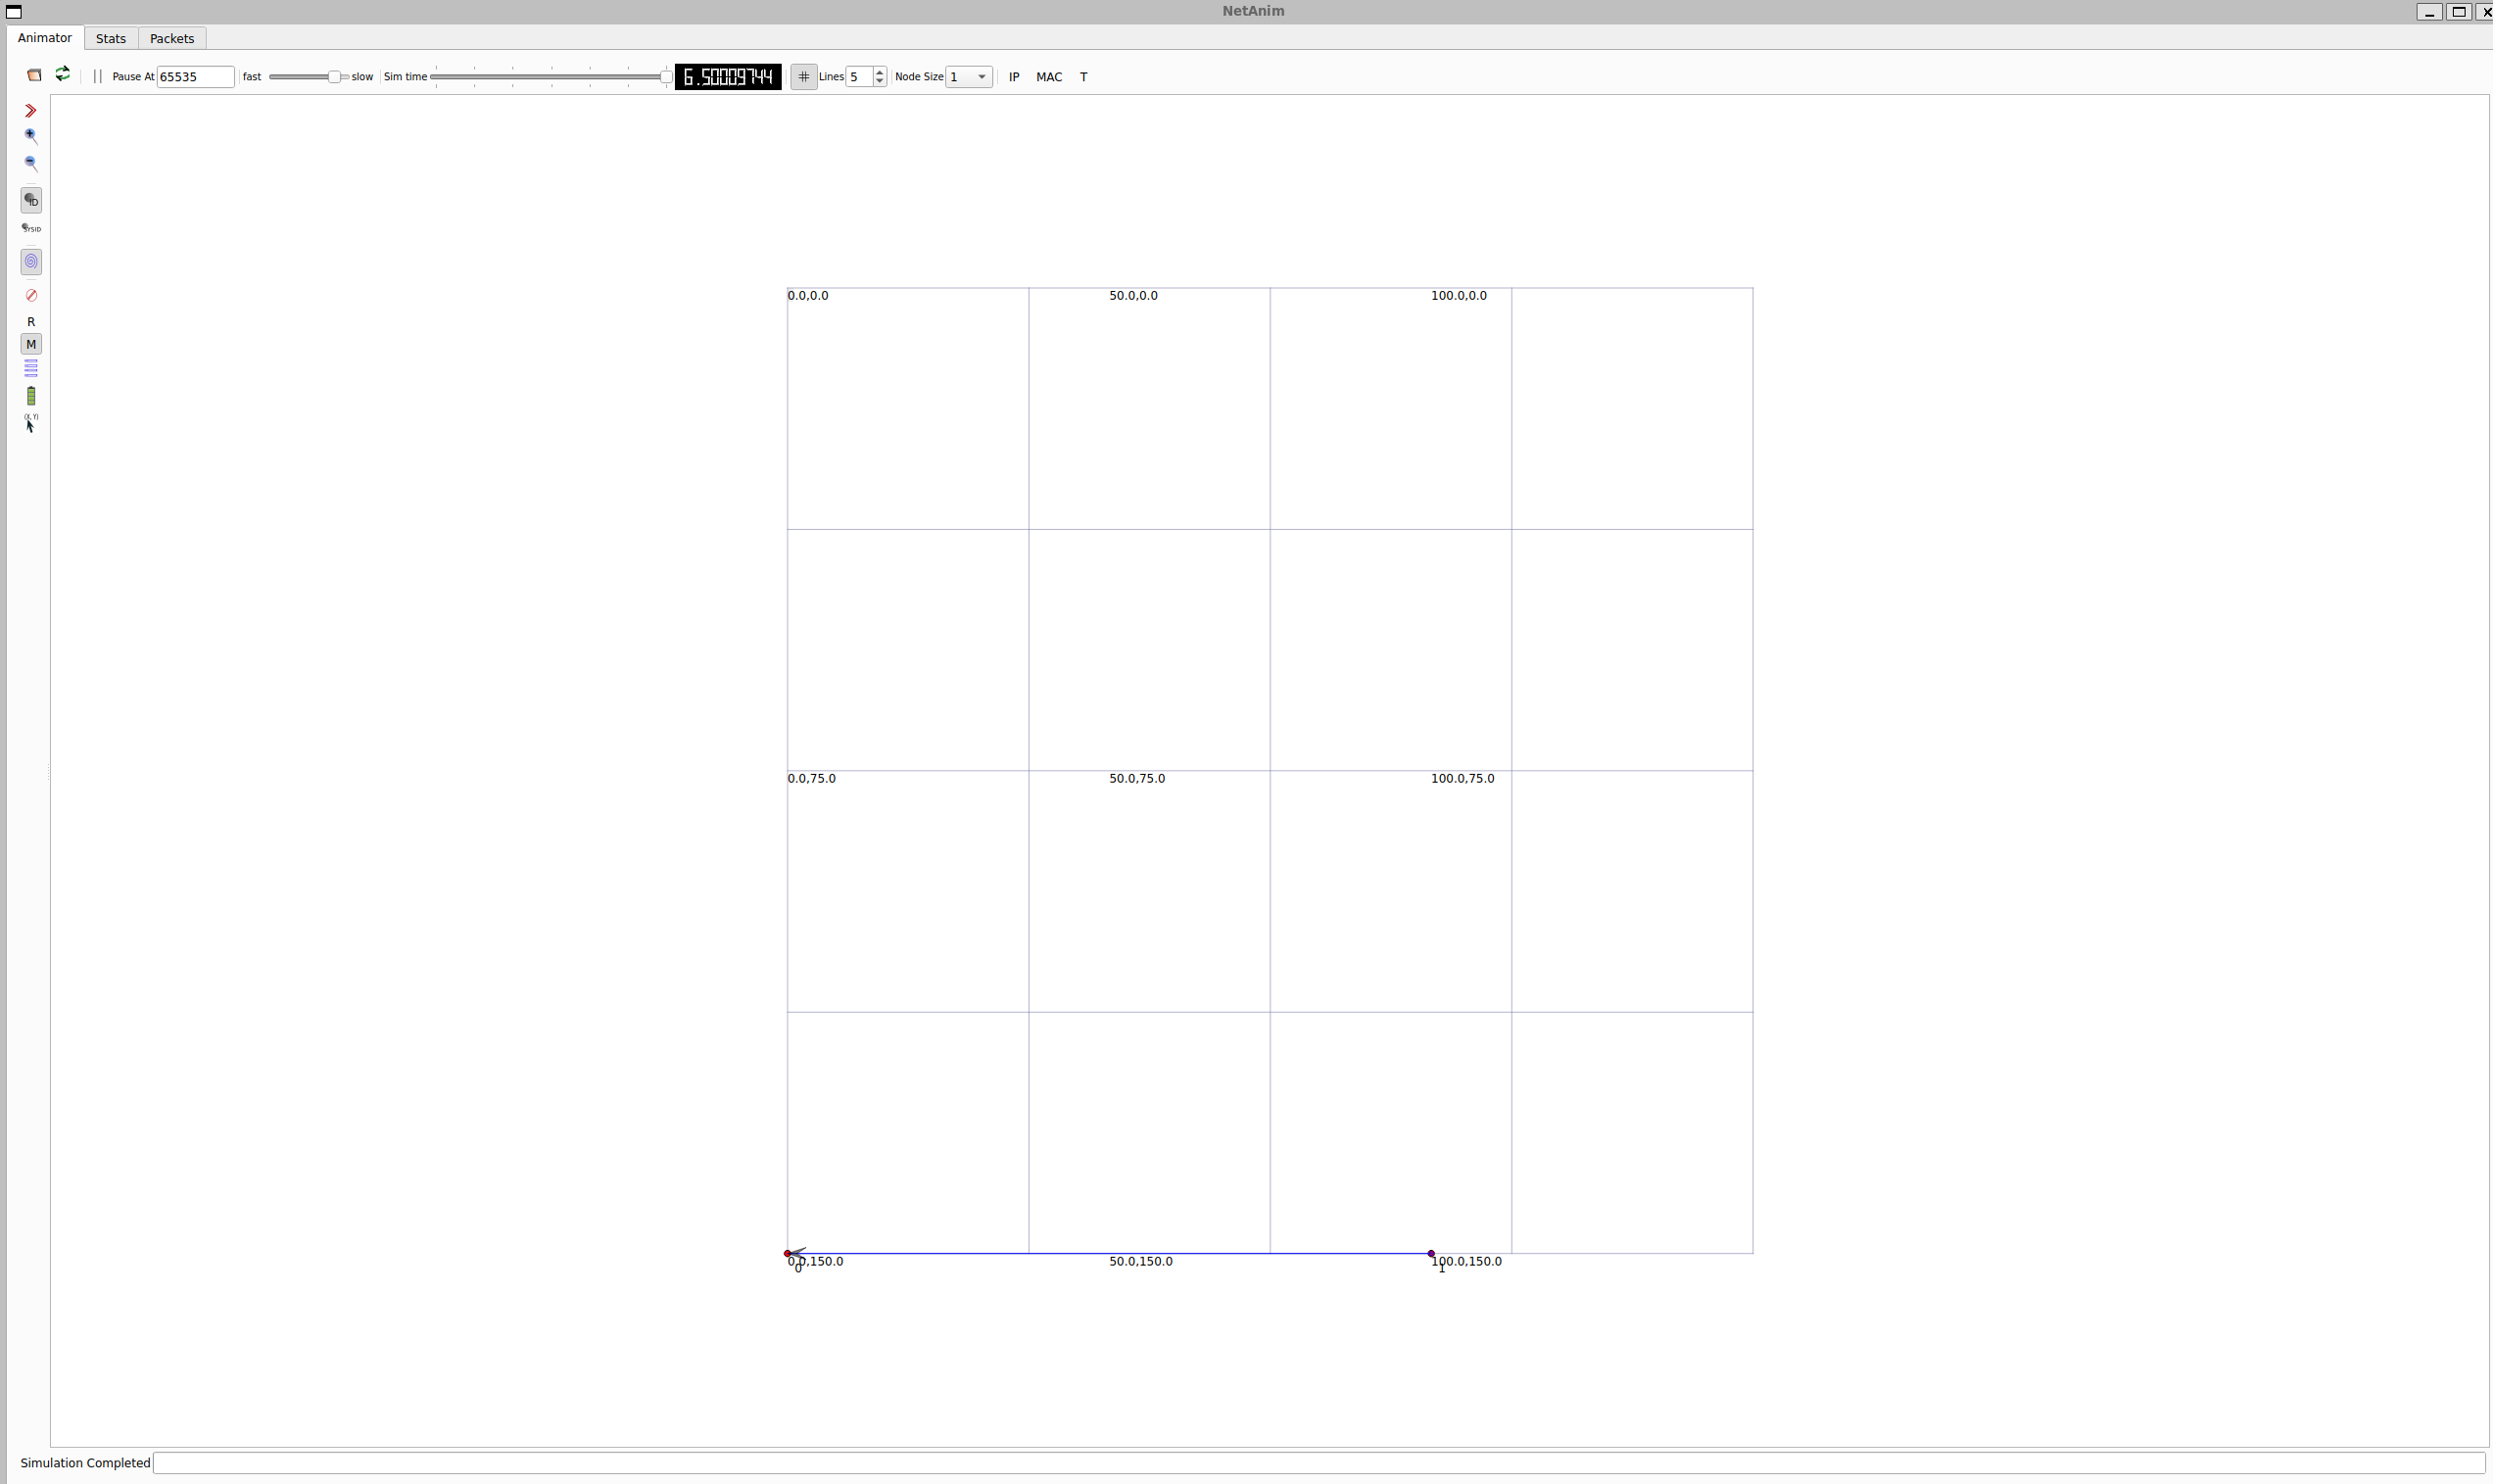 NetAnim
Animator Stats Packets
Pause At 65535 fast slow Sim time 6.50009744 # Lines 5 Node Size 1 IP MAC T
ID
SYSID
R
M
(X,Y)
0.0,0.0 50.0,0.0 100.0,0.0
0.0,75.0 50.0,75.0 100.0,75.0
0.0,150.0 50.0,150.0 100.0,150.0
0 1
Simulation Completed